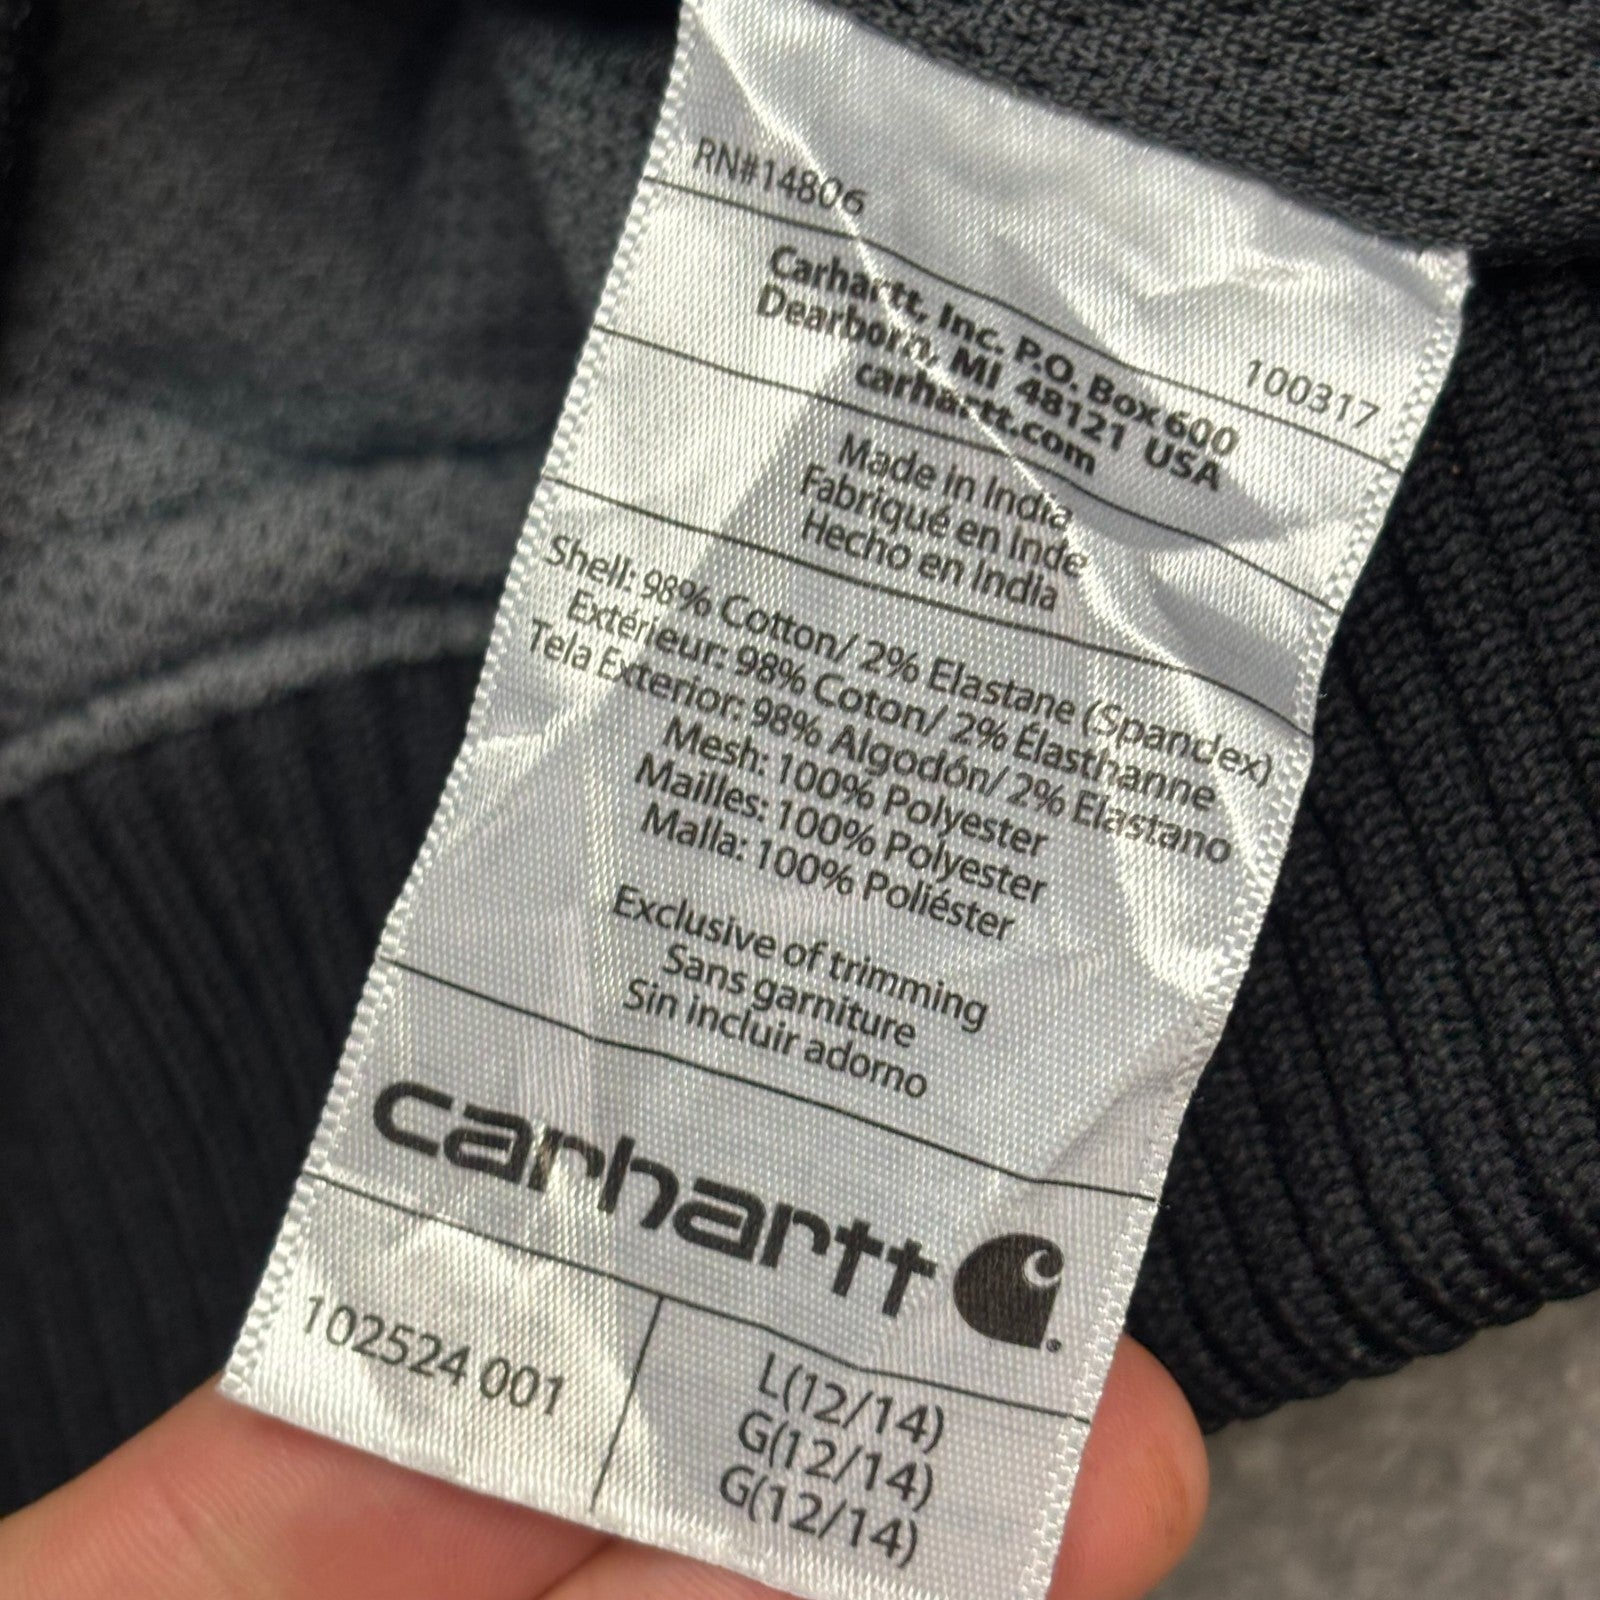 RN#14806
100317
Carhartt, Inc. P.O. Box 600
Dearborn, MI 48121 USA
carhartt.com
Made in India
Fabriqué en Inde
Hecho en India
Shell: 98% Cotton/ 2% Elastane (Spandex)
Extérieur: 98% Coton/ 2% Élasthanne
Tela Exterior: 98% Algodón/ 2% Elastano
Mesh: 100% Polyester
Mailles: 100% Polyester
Malla: 100% Poliéster
Exclusive of trimming
Sans garniture
Sin incluir adorno
carhartt
102524 001
L(12/14)
G(12/14)
G(12/14)